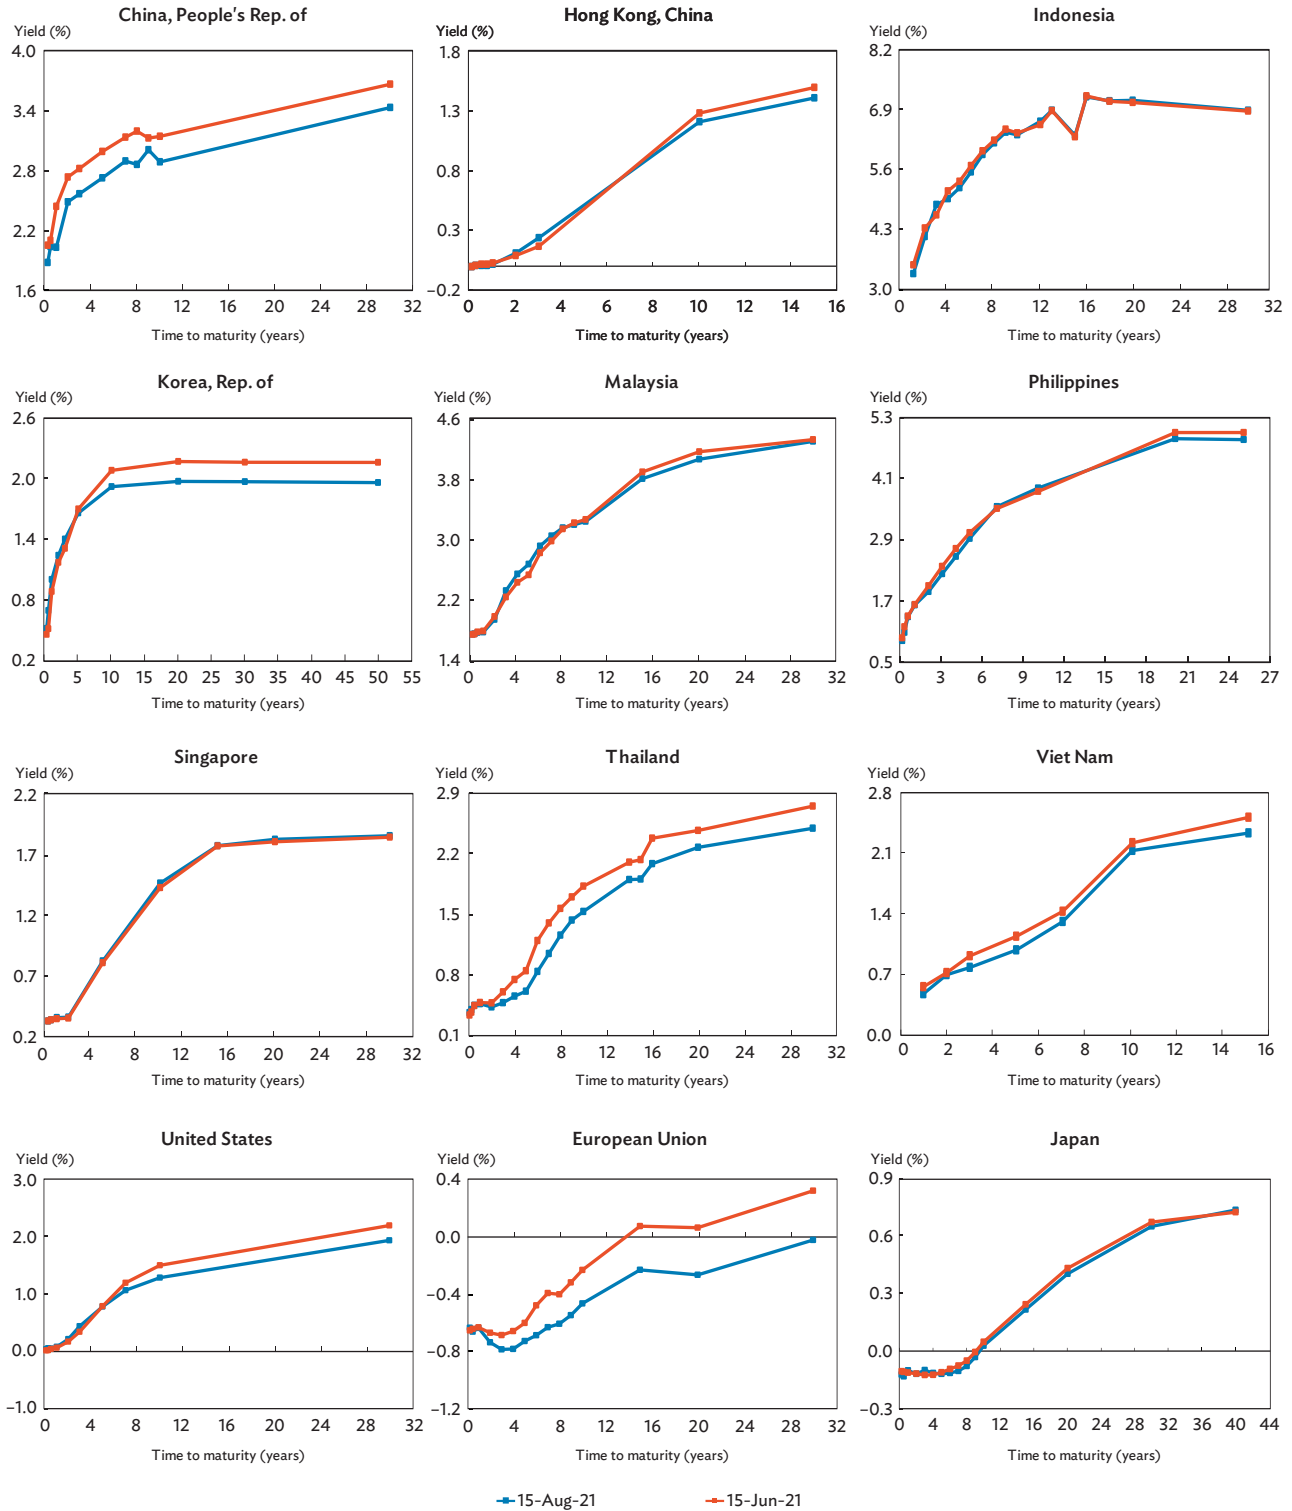 China, People's Rep. of
Yield (%)
4.0
3.4
2.8
2.2
1.6
0 4 8 12 16 20 24 28 32
Time to maturity (years)
Hong Kong, China
Yield (%)
1.8
1.3
0.8
0.3
–0.2
0 2 4 6 8 10 12 14 16
Time to maturity (years)
Indonesia
Yield (%)
8.2
6.9
5.6
4.3
3.0
0 4 8 12 16 20 24 28 32
Time to maturity (years)
Korea, Rep. of
Yield (%)
2.6
2.0
1.4
0.8
0.2
0 5 10 15 20 25 30 35 40 45 50 55
Time to maturity (years)
Malaysia
Yield (%)
4.6
3.8
3.0
2.2
1.4
0 4 8 12 16 20 24 28 32
Time to maturity (years)
Philippines
Yield (%)
5.3
4.1
2.9
1.7
0.5
0 3 6 9 12 15 18 21 24 27
Time to maturity (years)
Singapore
Yield (%)
2.2
1.7
1.2
0.7
0.2
0 4 8 12 16 20 24 28 32
Time to maturity (years)
Thailand
Yield (%)
2.9
2.2
1.5
0.8
0.1
0 4 8 12 16 20 24 28 32
Time to maturity (years)
Viet Nam
Yield (%)
2.8
2.1
1.4
0.7
0.0
0 2 4 6 8 10 12 14 16
Time to maturity (years)
United States
Yield (%)
3.0
2.0
1.0
0.0
–1.0
0 4 8 12 16 20 24 28 32
Time to maturity (years)
European Union
Yield (%)
0.4
0.0
–0.4
–0.8
–1.2
0 4 8 12 16 20 24 28 32
Time to maturity (years)
Japan
Yield (%)
0.9
0.6
0.3
0.0
–0.3
0 4 8 12 16 20 24 28 32 36 40 44
Time to maturity (years)
15-Aug-21 15-Jun-21